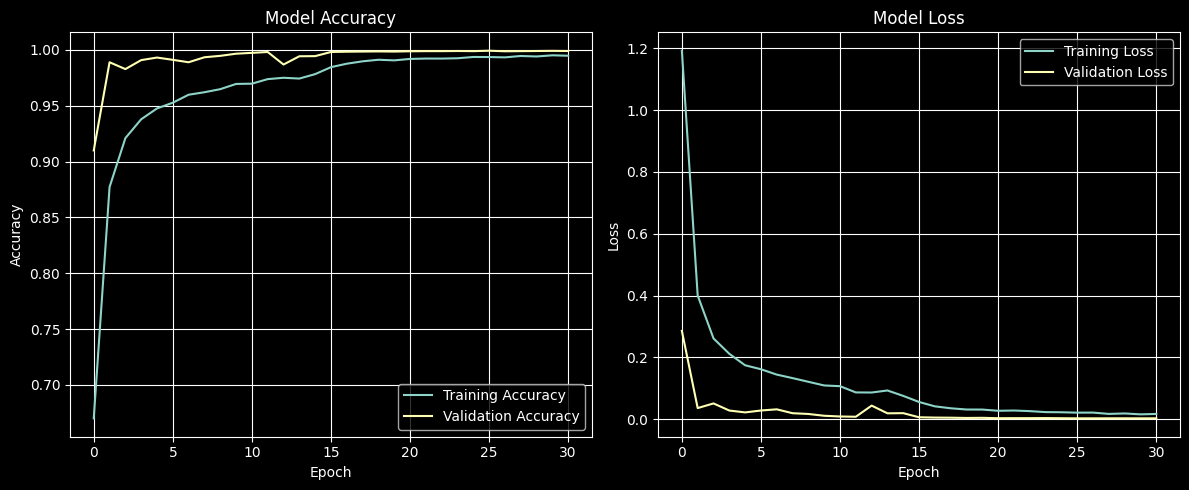 Model Accuracy
1.00
0.95
0.90
0.85
0.80
0.75
0.70
Accuracy
0
5
10
15
20
25
30
Epoch
Training Accuracy
Validation Accuracy
Model Loss
1.2
1.0
0.8
0.6
0.4
0.2
0.0
Loss
0
5
10
15
20
25
30
Epoch
Training Loss
Validation Loss